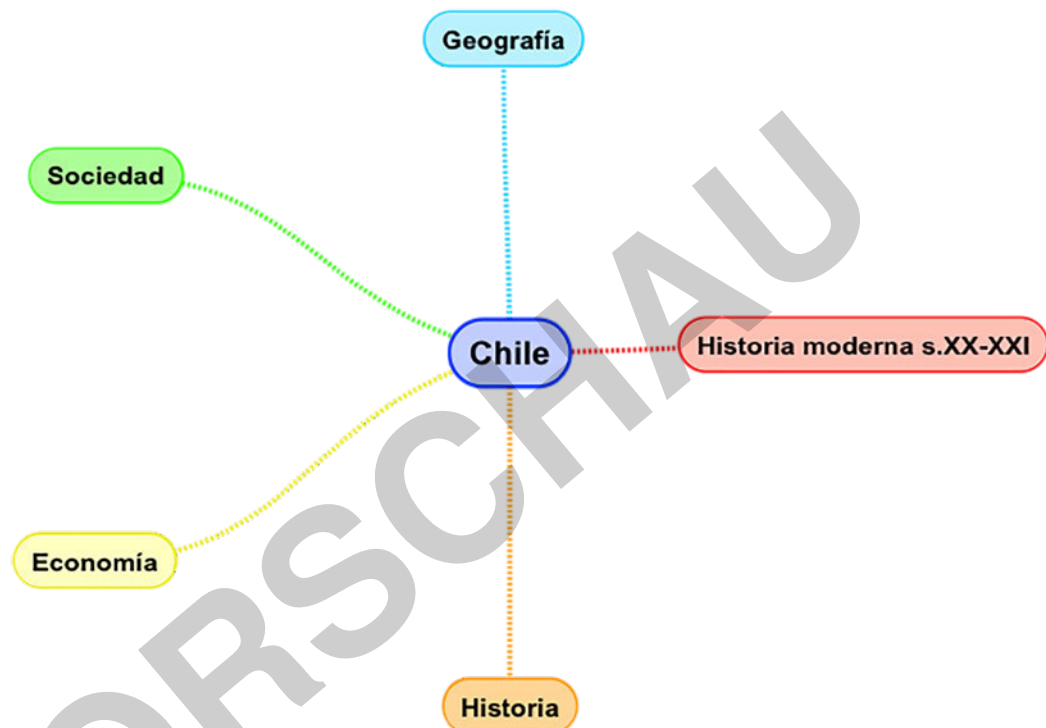 Geografía
Sociedad
Chile
Historia moderna s.XX-XXI
Economía
Historia
ORSCHAU